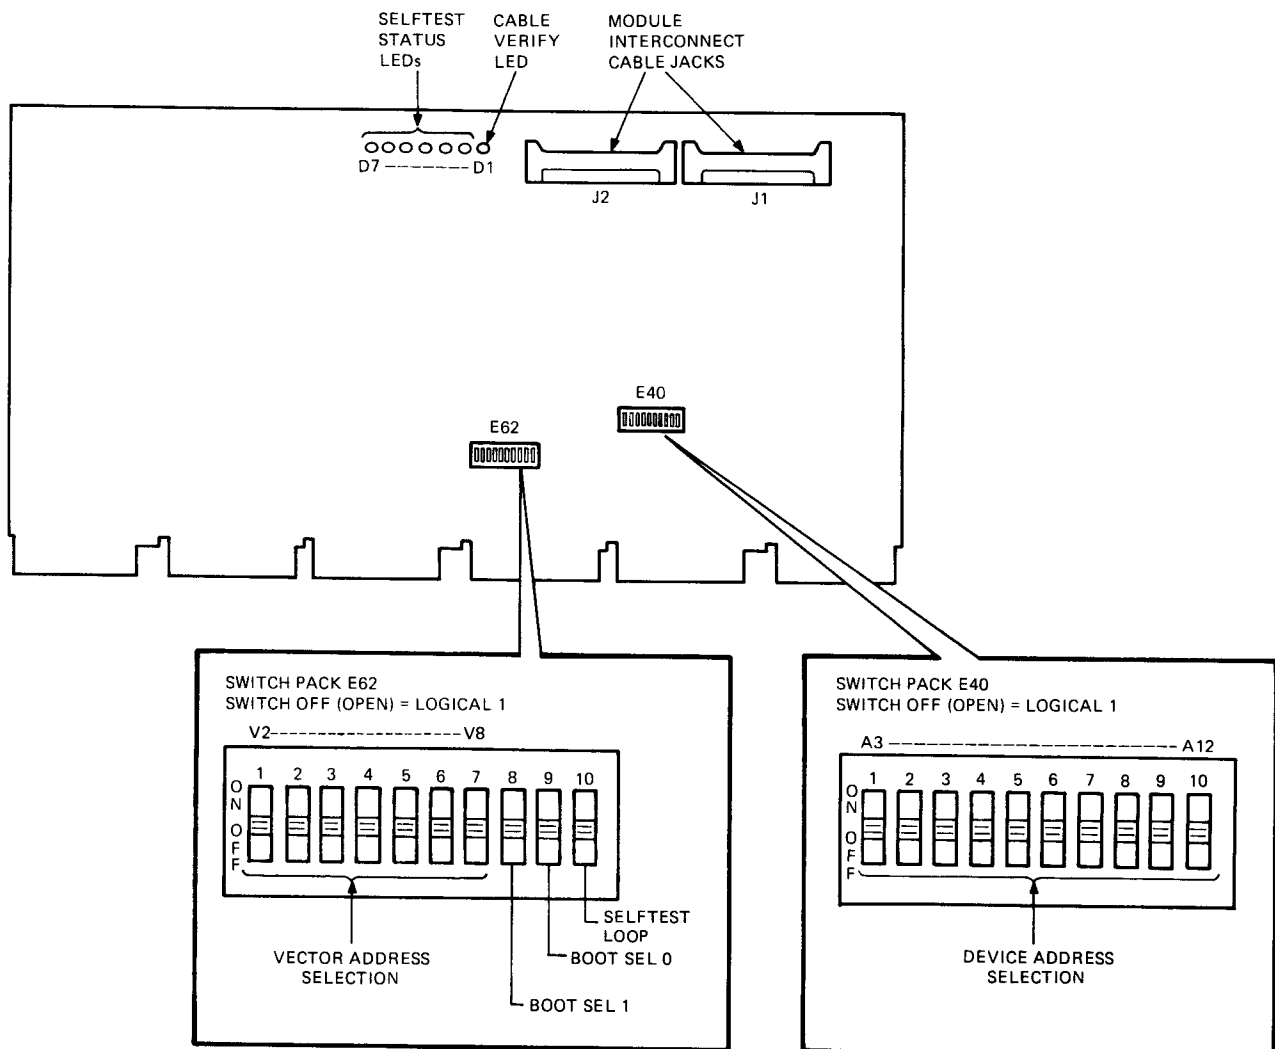 SELFTEST
STATUS
LEDs
CABLE
VERIFY
LED
MODULE
INTERCONNECT
CABLE JACKS
D7 ---------- D1
J2
J1
E40
E62
SWITCH PACK E62
SWITCH OFF (OPEN) = LOGICAL 1
V2--------------------V8
1 2 3 4 5 6 7 8 9 10
ON OFF
SELFTEST
LOOP
VECTOR ADDRESS
SELECTION
BOOT SEL 0
BOOT SEL 1
SWITCH PACK E40
SWITCH OFF (OPEN) = LOGICAL 1
A3 ------------------------------ A12
1 2 3 4 5 6 7 8 9 10
ON OFF
DEVICE ADDRESS
SELECTION